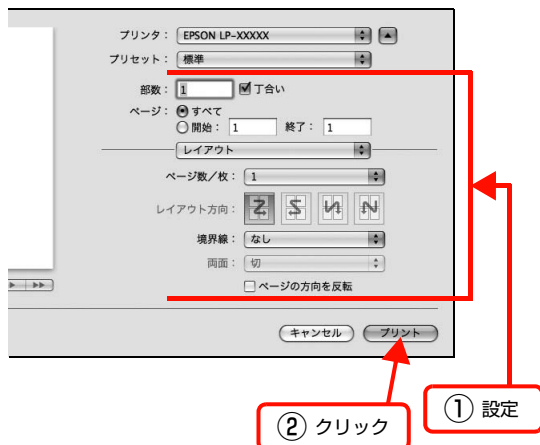 プリンタ： EPSON LP-XXXXX
プリセット： 標準
部数： 1 丁合い
ページ： すべて
開始： 1 終了： 1
レイアウト
ページ数／枚： 1
レイアウト方向：
境界線： なし
両面： 切
ページの方向を反転
キャンセル プリント
① 設定
② クリック